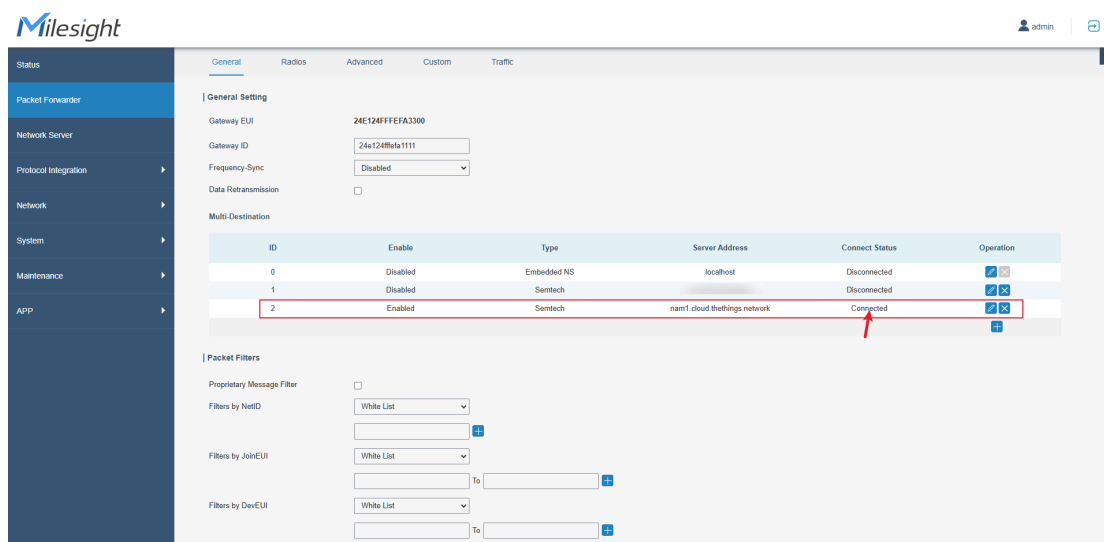 Milesight
admin
Status
Packet Forwarder
Network Server
Protocol Integration
Network
System
Maintenance
APP
General Radios Advanced Custom Traffic
General Setting
Gateway EUI 24E124FFFEFA3300
Gateway ID 24e124fffefa1111
Frequency-Sync Disabled
Data Retransmission
Multi-Destination
ID Enable Type Server Address Connect Status Operation
0 Disabled Embedded NS localhost Disconnected
1 Disabled Semtech Disconnected
2 Enabled Semtech nam1.cloud.thethings.network Connected
Packet Filters
Proprietary Message Filter
Filters by NetID White List
Filters by JoinEUI White List
To
Filters by DevEUI White List
To